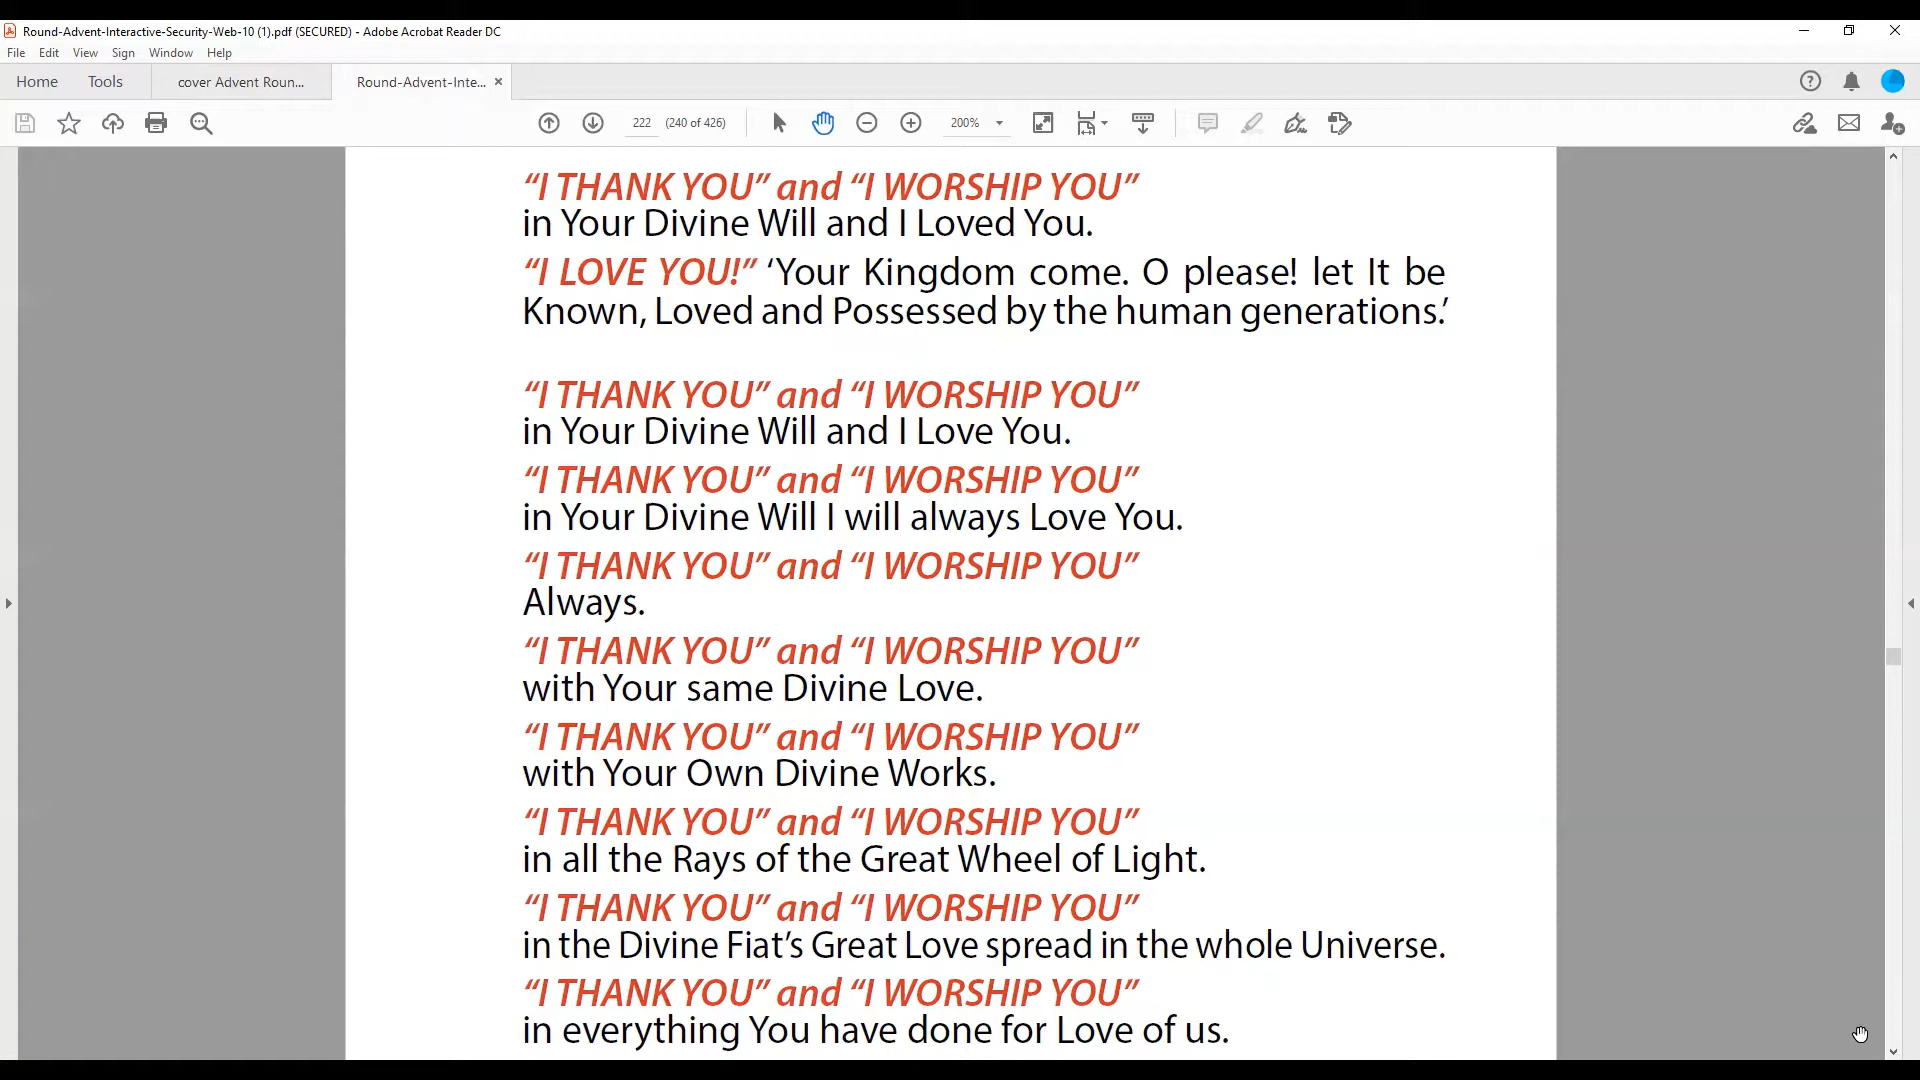 Round-Advent-Interactive-Security-Web-10 (1).pdf (SECURED) - Adobe Acrobat Reader DC
File Edit View Sign Window Help
Home Tools cover Advent Roun... Round-Advent-Inte... ×
222 (240 of 426) 200%
“I THANK YOU” and “I WORSHIP YOU”
in Your Divine Will and I Loved You.
“I LOVE YOU!” ‘Your Kingdom come. O please! let It be
Known, Loved and Possessed by the human generations.’
“I THANK YOU” and “I WORSHIP YOU”
in Your Divine Will and I Love You.
“I THANK YOU” and “I WORSHIP YOU”
in Your Divine Will I will always Love You.
“I THANK YOU” and “I WORSHIP YOU”
Always.
“I THANK YOU” and “I WORSHIP YOU”
with Your same Divine Love.
“I THANK YOU” and “I WORSHIP YOU”
with Your Own Divine Works.
“I THANK YOU” and “I WORSHIP YOU”
in all the Rays of the Great Wheel of Light.
“I THANK YOU” and “I WORSHIP YOU”
in the Divine Fiat’s Great Love spread in the whole Universe.
“I THANK YOU” and “I WORSHIP YOU”
in everything You have done for Love of us.